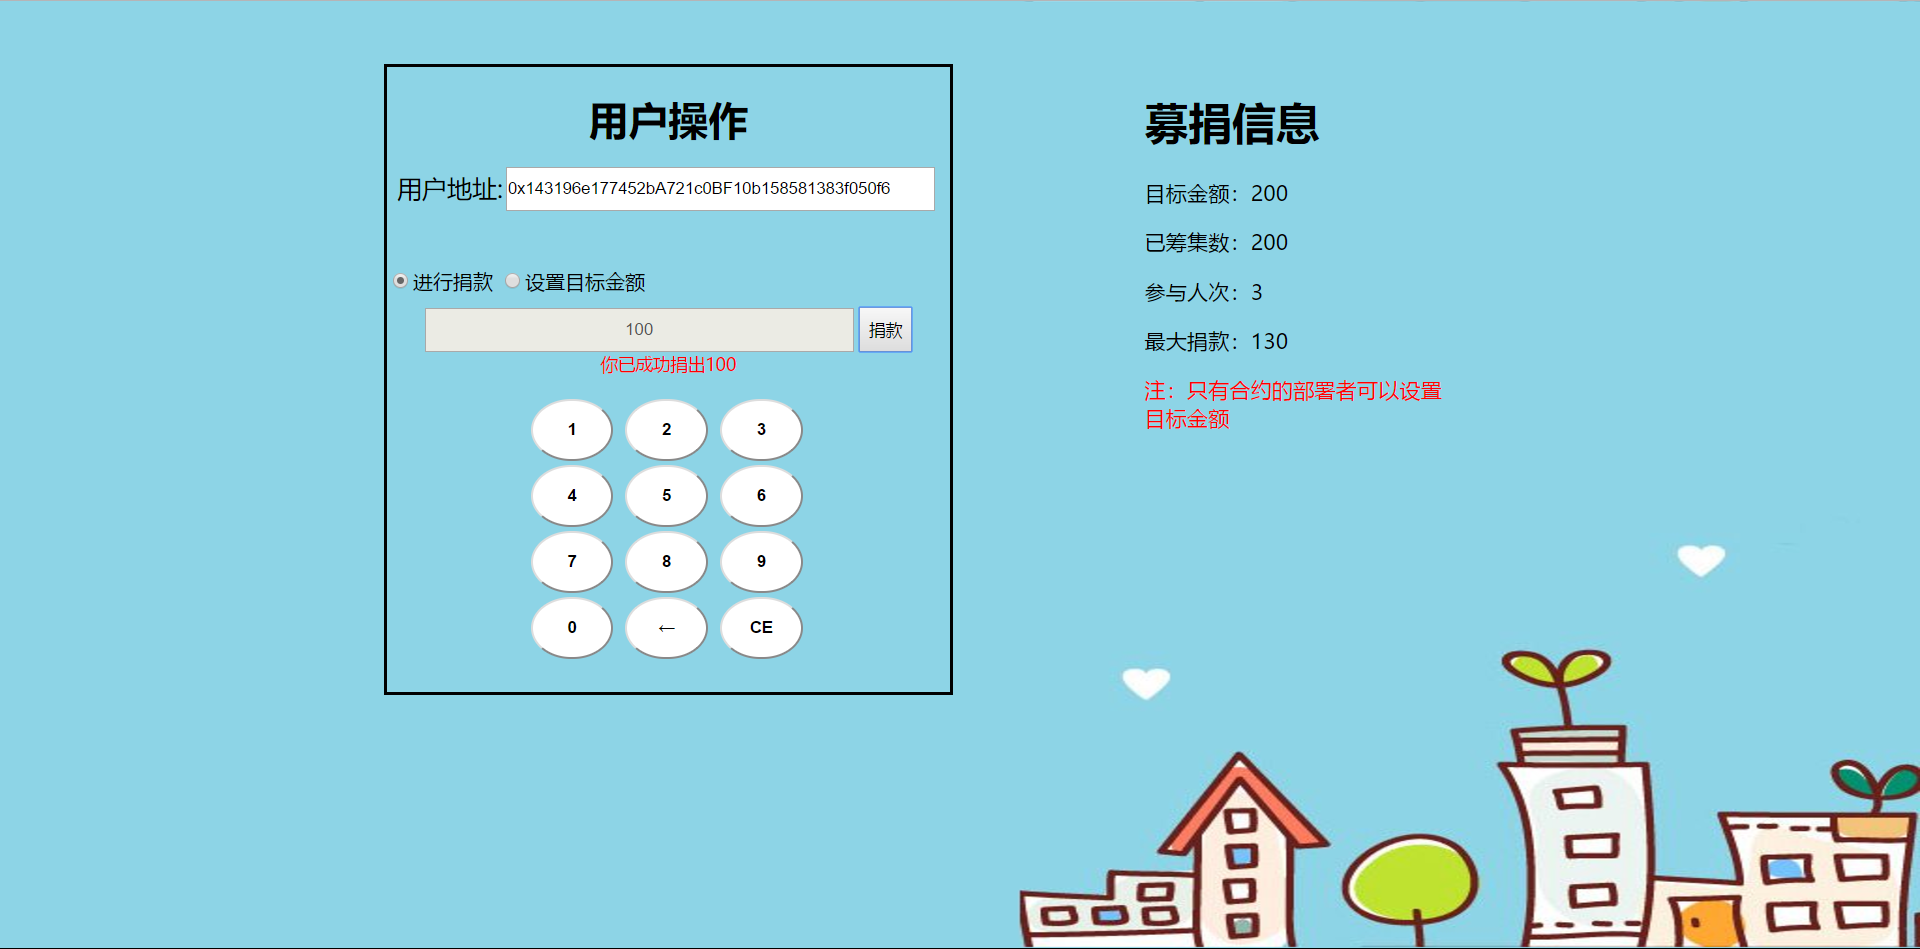 用户操作
用户地址: 0x143196e177452bA721c0BF10b158581383f050f6
进行捐款 设置目标金额
100 捐款
你已成功捐出100
1 2 3
4 5 6
7 8 9
0 ← CE
募捐信息
目标金额：200
已筹集数：200
参与人次：3
最大捐款：130
注：只有合约的部署者可以设置
目标金额